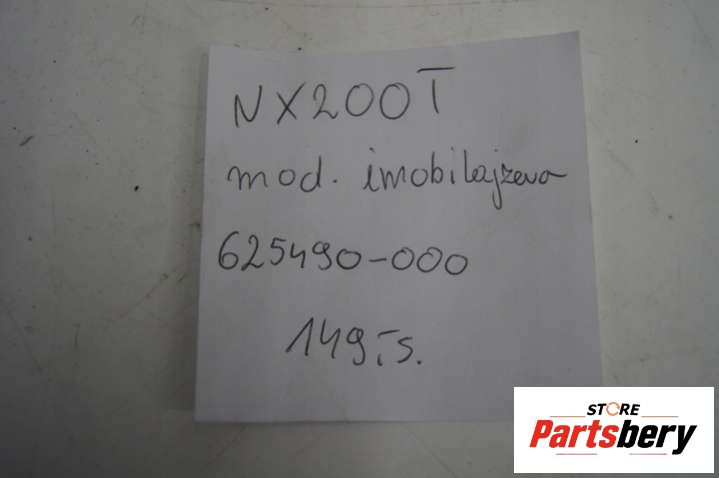 NX200T
mod. imobilajzera
625490-000
149,-s.
STORE
Partsbery